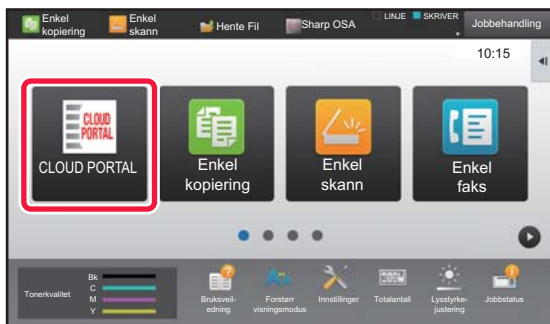 Enkel
kopiering
Enkel
skann
Hente Fil
Sharp OSA
LINJE
SKRIVER
Jobbehandling
10:15
CLOUD
PORTAL
CLOUD PORTAL
Enkel
kopiering
Enkel
skann
Enkel
faks
Tonerkvalitet
Bk
C
M
Y
Bruksveil-
edning
Forstørr
visningsmodus
Innstillinger
Totalantall
Lysstyrke-
justering
Jobbstatus